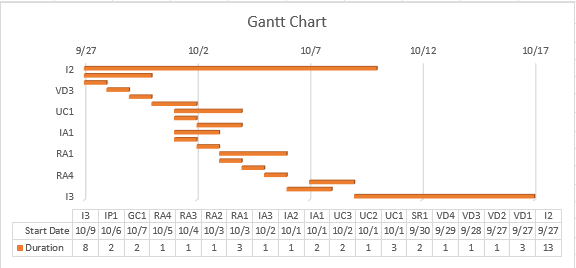 Gantt Chart
9/27 10/2 10/7 10/12 10/17
I2
VD3
UC1
IA1
RA1
RA4
I3
I3 IP1 GC1 RA4 RA3 RA2 RA1 IA3 IA2 IA1 UC3 UC2 UC1 SR1 VD4 VD3 VD2 VD1 I2
Start Date 10/9 10/6 10/7 10/5 10/4 10/3 10/3 10/2 10/1 10/1 10/2 10/1 10/1 9/30 9/29 9/28 9/27 9/27 9/27
Duration 8 2 2 1 1 1 3 1 1 2 2 1 3 2 1 1 1 3 13